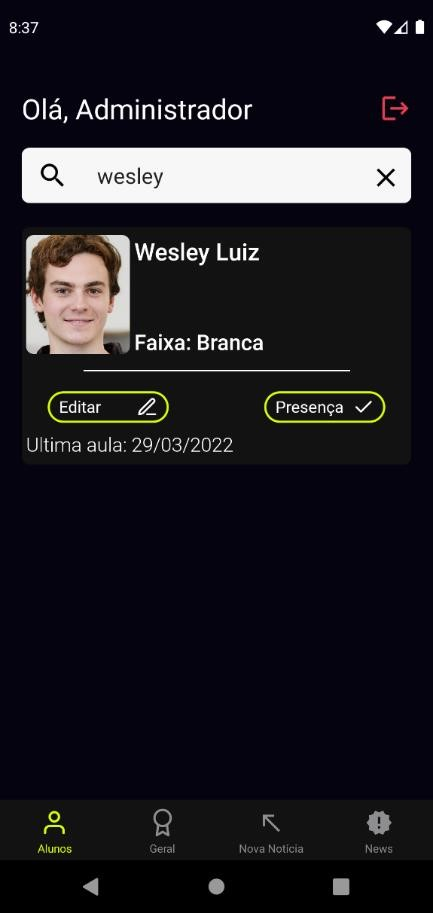 8:37
Olá, Administrador
wesley
Wesley Luiz
Faixa: Branca
Editar
Presença
Ultima aula: 29/03/2022
Alunos
Geral
Nova Notícia
News